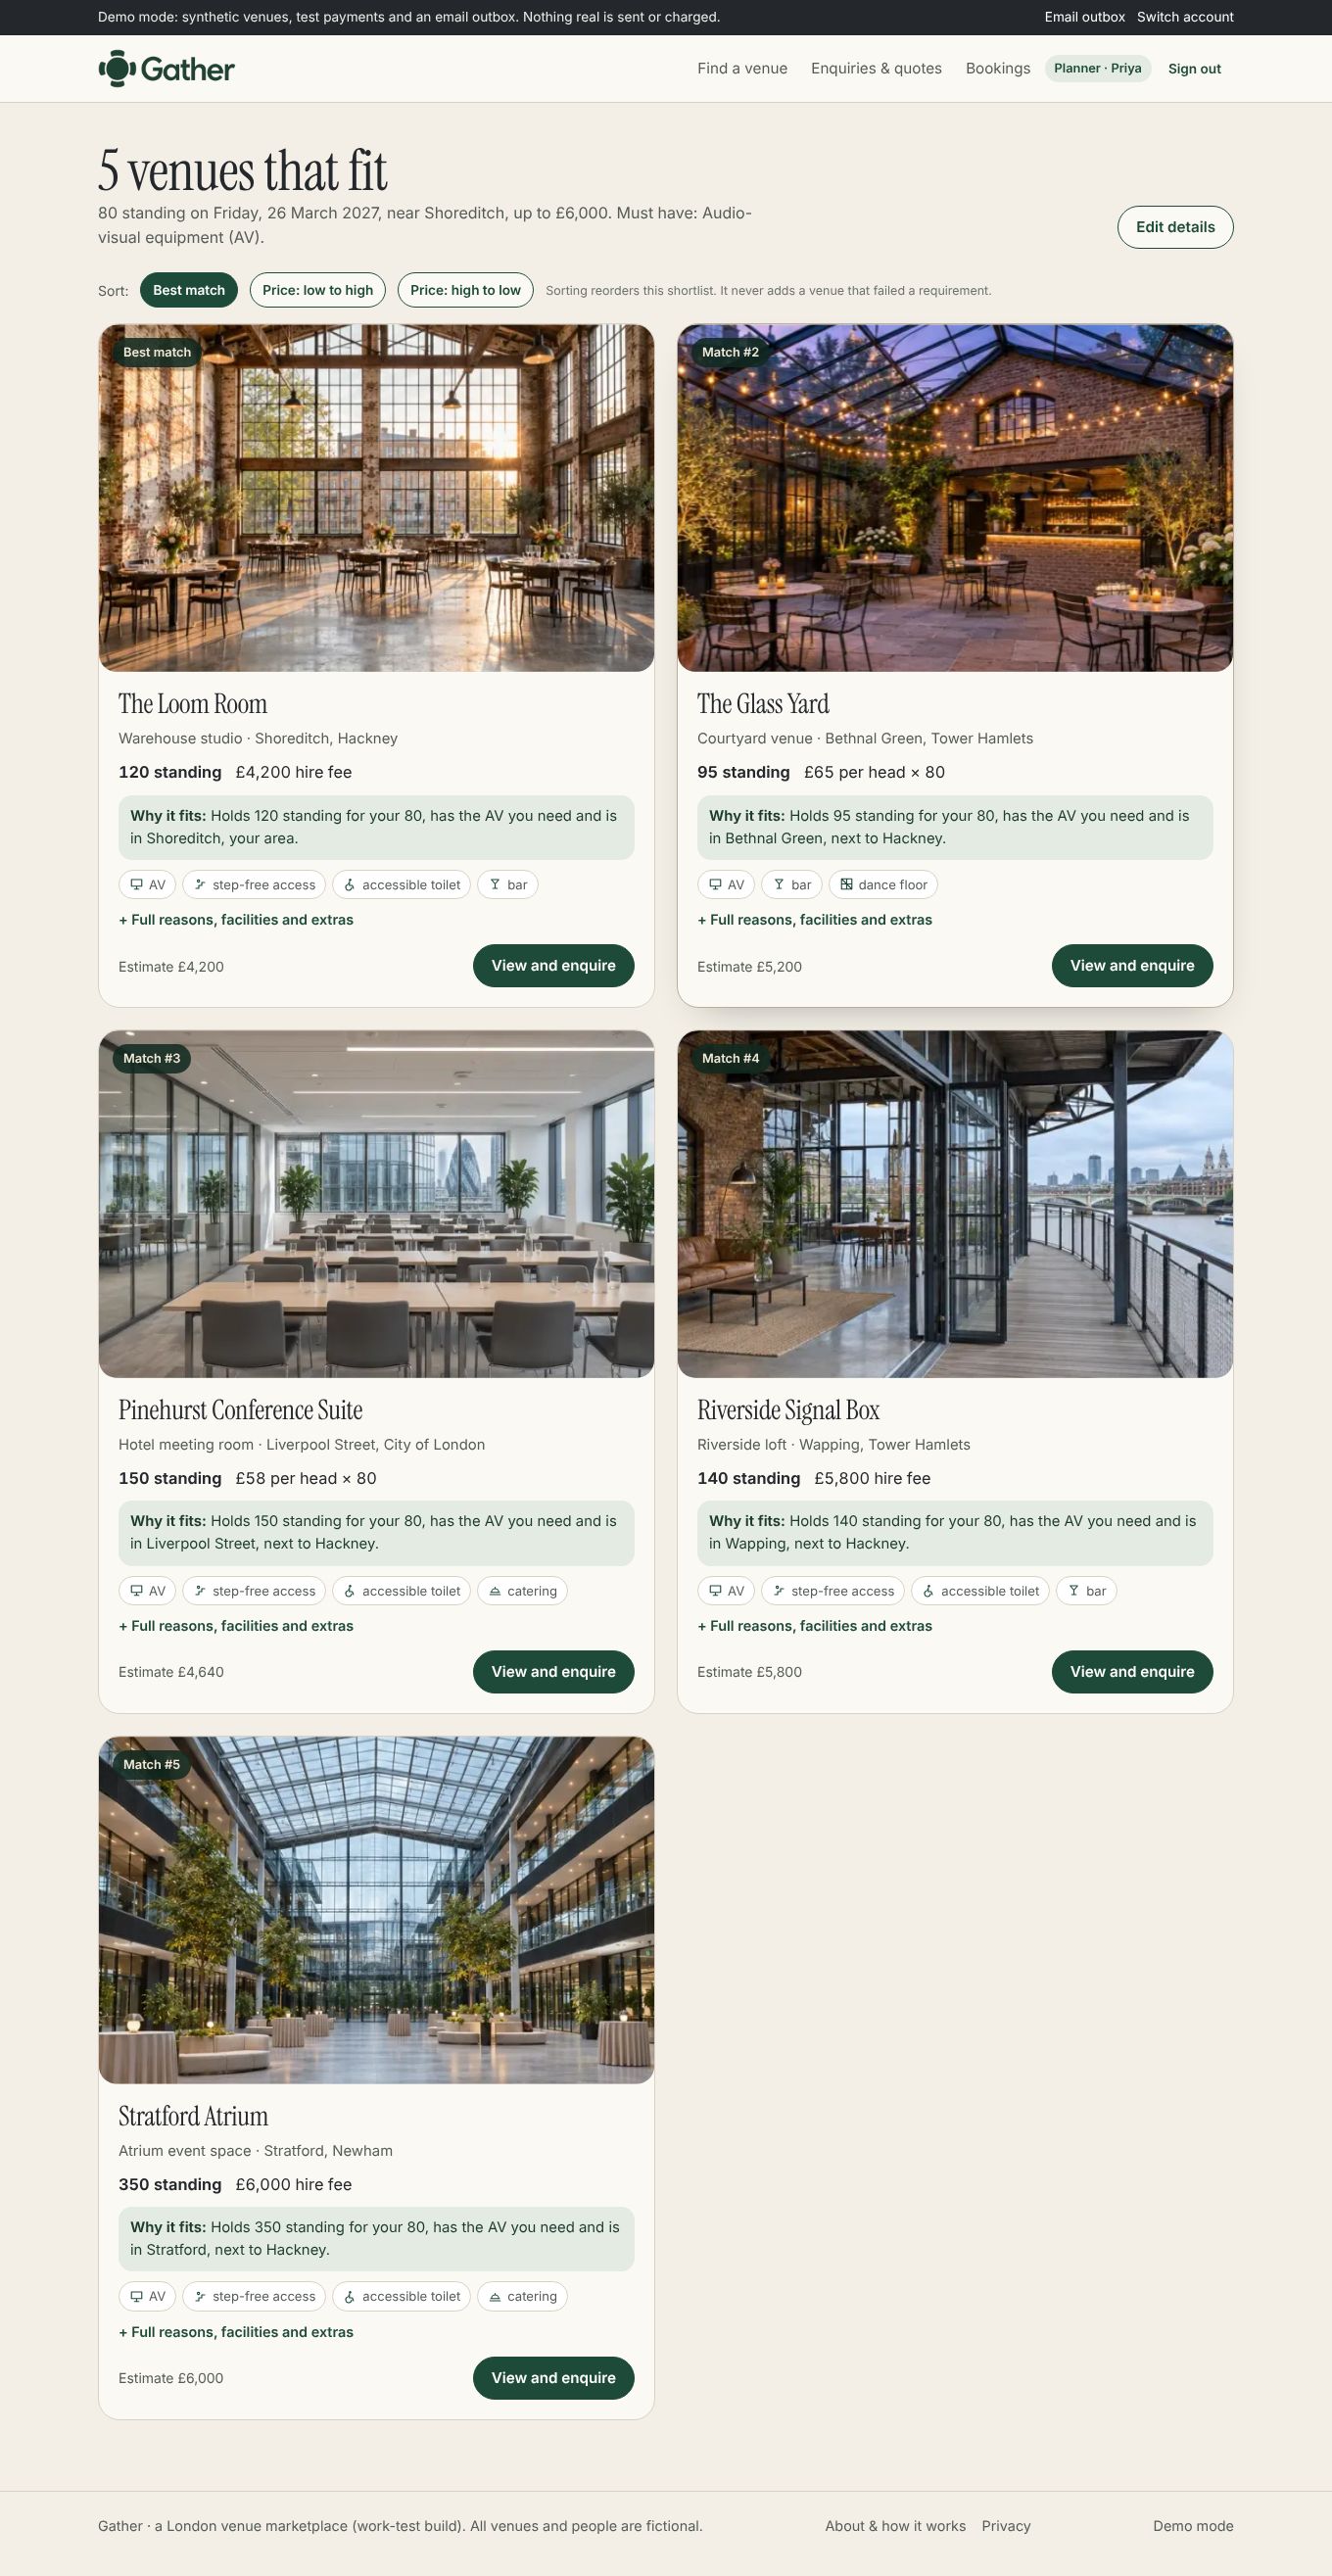 Demo mode: synthetic venues, test payments and an email outbox. Nothing real is sent or charged.
Email outbox
Switch account
Gather
Find a venue
Enquiries & quotes
Bookings
Planner · Priya
Sign out
5 venues that fit
80 standing on Friday, 26 March 2027, near Shoreditch, up to £6,000. Must have: Audio-
visual equipment (AV).
Edit details
Sort:
Best match
Price: low to high
Price: high to low
Sorting reorders this shortlist. It never adds a venue that failed a requirement.
Best match
The Loom Room
Warehouse studio · Shoreditch, Hackney
120 standing £4,200 hire fee
Why it fits: Holds 120 standing for your 80, has the AV you need and is
in Shoreditch, your area.
AV
step-free access
accessible toilet
bar
+ Full reasons, facilities and extras
Estimate £4,200
View and enquire
Match #2
The Glass Yard
Courtyard venue · Bethnal Green, Tower Hamlets
95 standing £65 per head × 80
Why it fits: Holds 95 standing for your 80, has the AV you need and is
in Bethnal Green, next to Hackney.
AV
bar
dance floor
+ Full reasons, facilities and extras
Estimate £5,200
View and enquire
Match #3
Pinehurst Conference Suite
Hotel meeting room · Liverpool Street, City of London
150 standing £58 per head × 80
Why it fits: Holds 150 standing for your 80, has the AV you need and is
in Liverpool Street, next to Hackney.
AV
step-free access
accessible toilet
catering
+ Full reasons, facilities and extras
Estimate £4,640
View and enquire
Match #4
Riverside Signal Box
Riverside loft · Wapping, Tower Hamlets
140 standing £5,800 hire fee
Why it fits: Holds 140 standing for your 80, has the AV you need and is
in Wapping, next to Hackney.
AV
step-free access
accessible toilet
bar
+ Full reasons, facilities and extras
Estimate £5,800
View and enquire
Match #5
Stratford Atrium
Atrium event space · Stratford, Newham
350 standing £6,000 hire fee
Why it fits: Holds 350 standing for your 80, has the AV you need and is
in Stratford, next to Hackney.
AV
step-free access
accessible toilet
catering
+ Full reasons, facilities and extras
Estimate £6,000
View and enquire
Gather · a London venue marketplace (work-test build). All venues and people are fictional.
About & how it works
Privacy
Demo mode